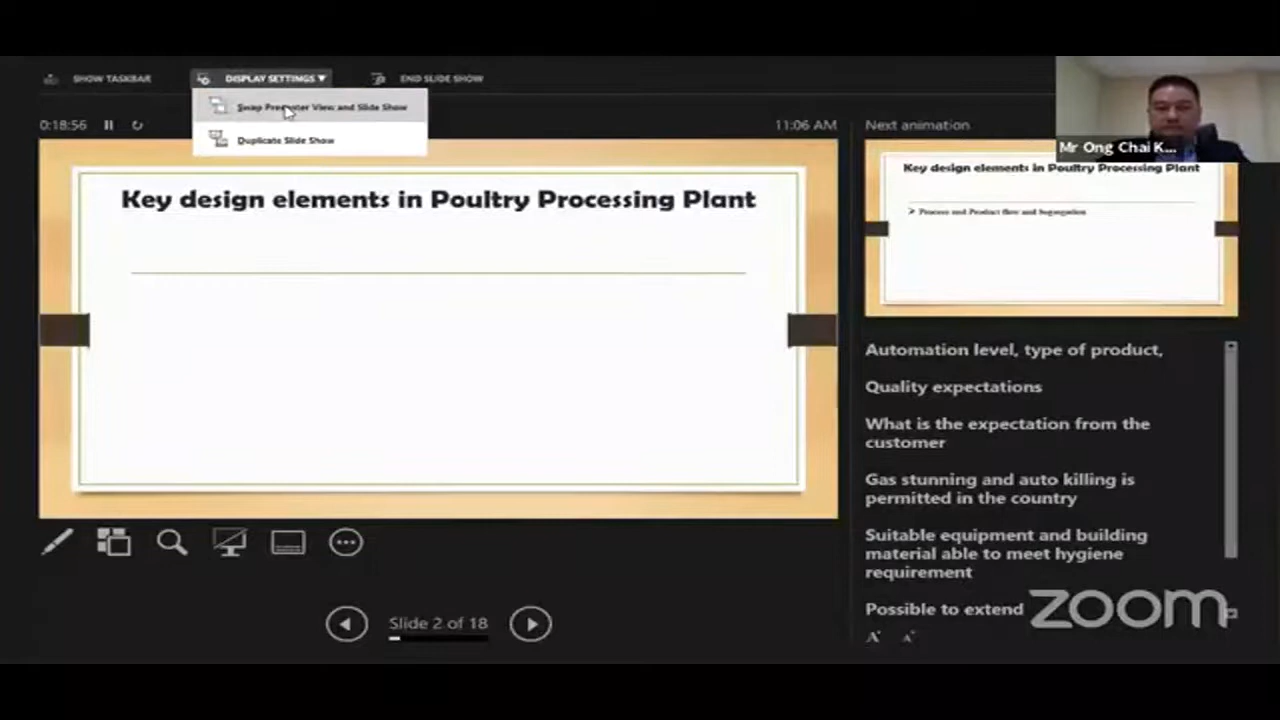 SHOW TASKBAR
DISPLAY SETTINGS ▼
END SLIDE SHOW
Swap Presenter View and Slide Show
Duplicate Slide Show
0:18:56
11:06 AM
Next animation
Mr Ong Chai K...
Key design elements in Poultry Processing Plant
Key design elements in Poultry Processing Plant
➢ Process and Product flow and Segregation
Automation level, type of product,
Quality expectations
What is the expectation from the
customer
Gas stunning and auto killing is
permitted in the country
Suitable equipment and building
material able to meet hygiene
requirement
Possible to extend
zoom
Slide 2 of 18
A A